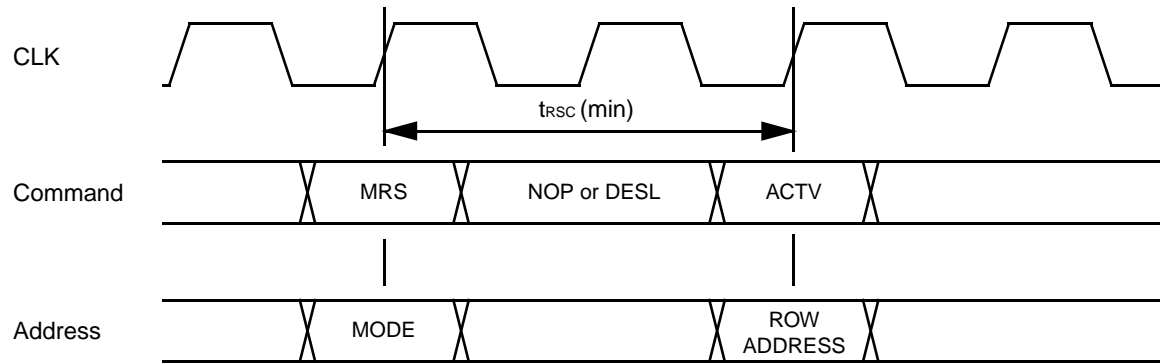 CLK
tRSC (min)
Command
MRS
NOP or DESL
ACTV
Address
MODE
ROW
ADDRESS